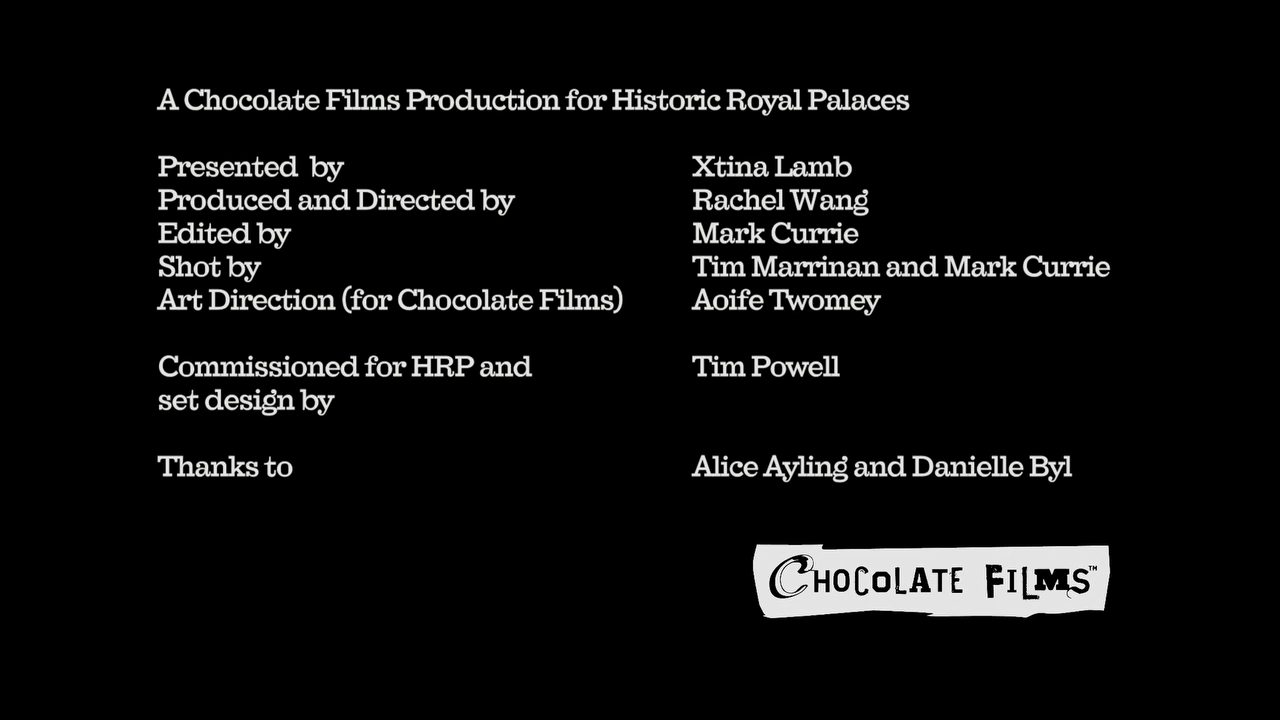 A Chocolate Films Production for Historic Royal Palaces
Presented by Xtina Lamb
Produced and Directed by Rachel Wang
Edited by Mark Currie
Shot by Tim Marrinan and Mark Currie
Art Direction (for Chocolate Films) Aoife Twomey
Commissioned for HRP and Tim Powell
set design by
Thanks to Alice Ayling and Danielle Byl
CHOCOLATE FILMS™